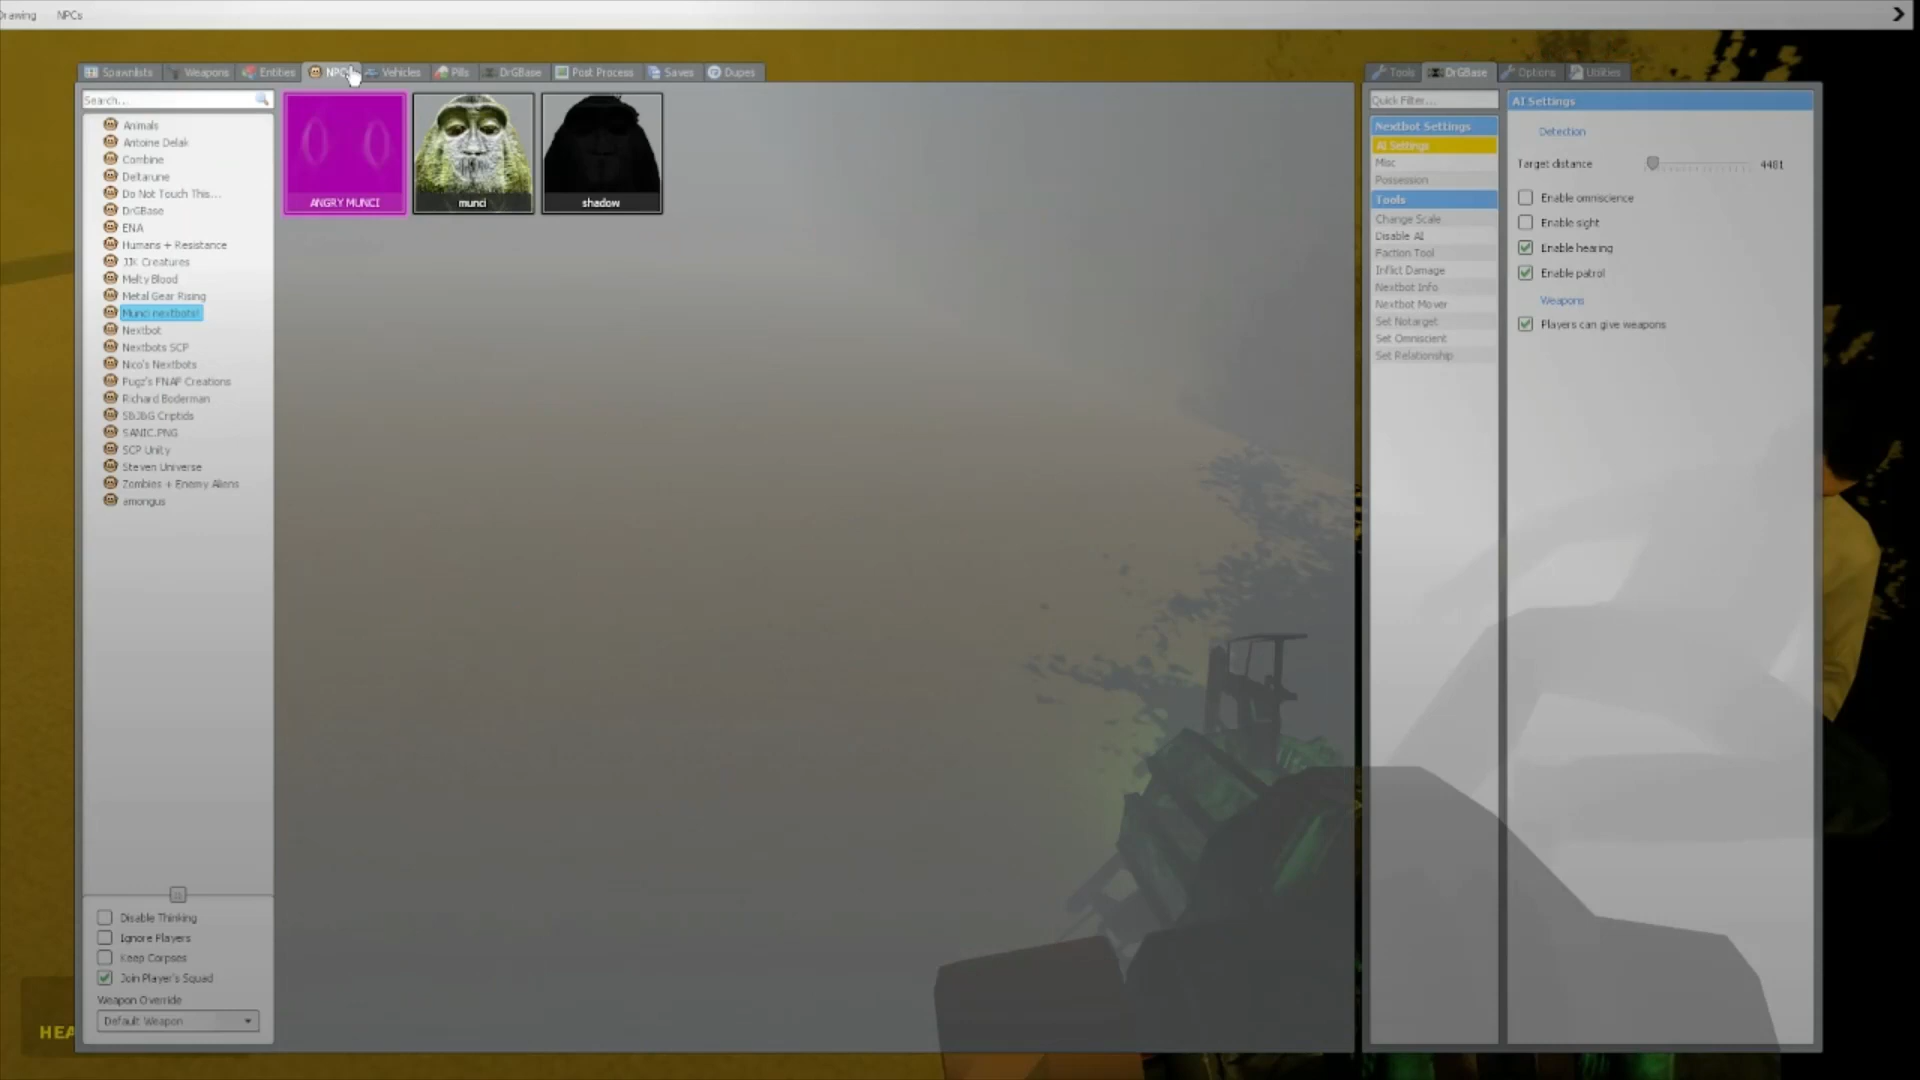 Drawing NPCs
Spawnlists Weapons Entities NPCs Vehicles Pills DrGBase Post Process Saves Dupes
Search...
Animals
Antoine Delak
Combine
Deltarune
Do Not Touch This...
DrGBase
ENA
Humans + Resistance
JJK Creatures
Melty Blood
Metal Gear Rising
Munci nextbots!
Nextbot
Nextbots SCP
Nico's Nextbots
Pugz's FNAF Creations
Richard Boderman
SBJBG Criptids
SANIC.PNG
SCP Unity
Steven Universe
Zombies + Enemy Aliens
amongus
Disable Thinking
Ignore Players
Keep Corpses
Join Player's Squad
Weapon Override
Default Weapon
HEA
ANGRY MUNCI
munci
shadow
Tools DrGBase Options Utilities
Quick Filter...
Nextbot Settings
AI Settings
Misc
Possession
Tools
Change Scale
Disable AI
Faction Tool
Inflict Damage
Nextbot Info
Nextbot Mover
Set Notarget
Set Omniscient
Set Relationship
AI Settings
Detection
Target distance 4481
Enable omniscience
Enable sight
Enable hearing
Enable patrol
Weapons
Players can give weapons